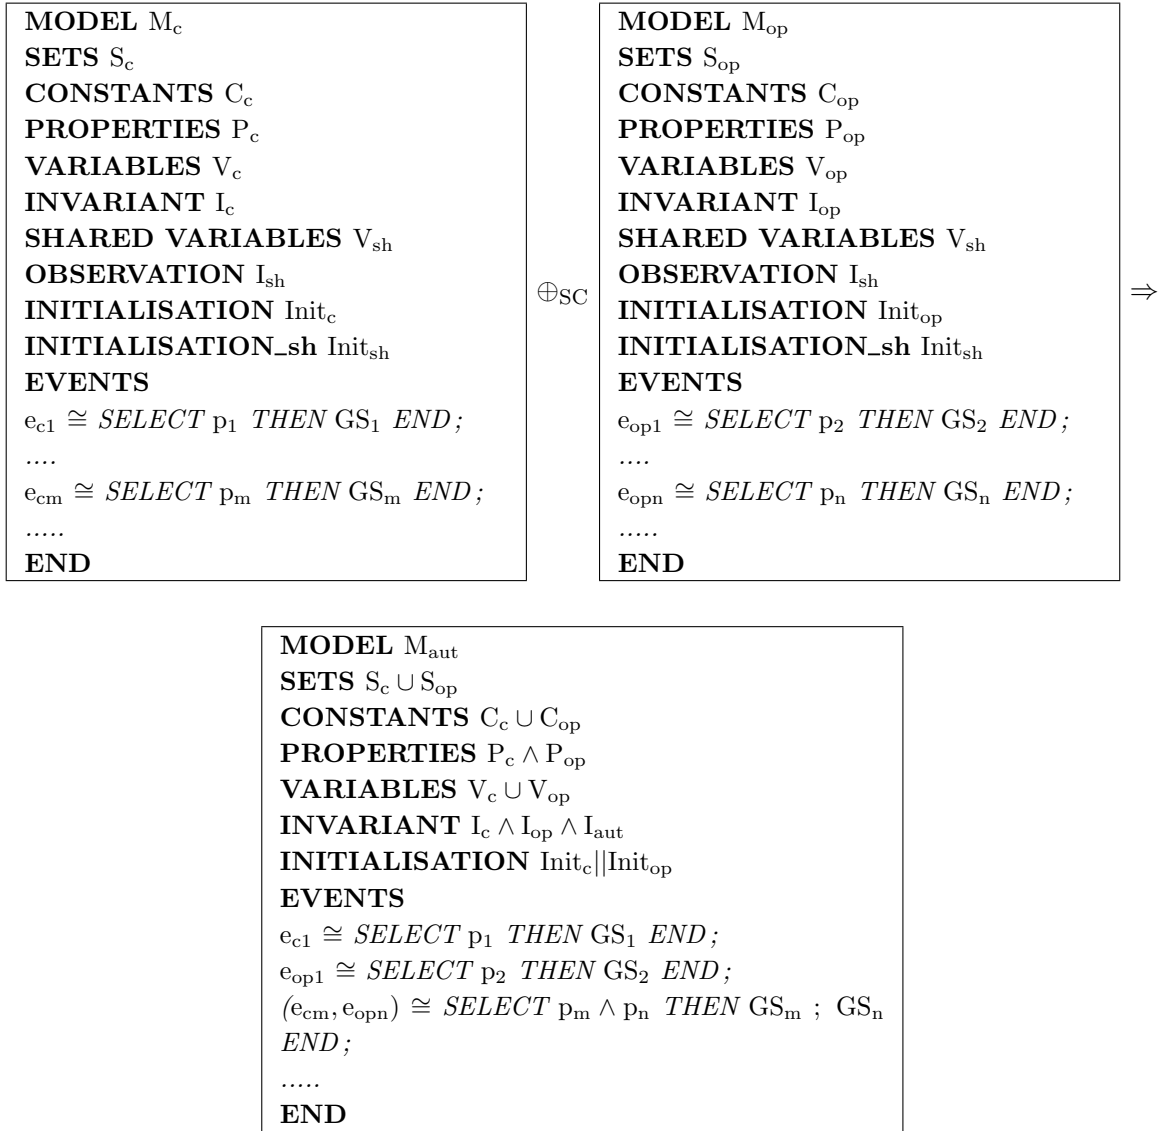 MODEL M_c
SETS S_c
CONSTANTS C_c
PROPERTIES P_c
VARIABLES V_c
INVARIANT I_c
SHARED VARIABLES V_sh
OBSERVATION I_sh
INITIALISATION Init_c
INITIALISATION_sh Init_sh
EVENTS
e_c1 ≅ SELECT p_1 THEN GS_1 END;
....
e_cm ≅ SELECT p_m THEN GS_m END;
.....
END
⊕_SC
MODEL M_op
SETS S_op
CONSTANTS C_op
PROPERTIES P_op
VARIABLES V_op
INVARIANT I_op
SHARED VARIABLES V_sh
OBSERVATION I_sh
INITIALISATION Init_op
INITIALISATION_sh Init_sh
EVENTS
e_op1 ≅ SELECT p_2 THEN GS_2 END;
....
e_opn ≅ SELECT p_n THEN GS_n END;
.....
END
⇒
MODEL M_aut
SETS S_c ∪ S_op
CONSTANTS C_c ∪ C_op
PROPERTIES P_c ∧ P_op
VARIABLES V_c ∪ V_op
INVARIANT I_c ∧ I_op ∧ I_aut
INITIALISATION Init_c||Init_op
EVENTS
e_c1 ≅ SELECT p_1 THEN GS_1 END;
e_op1 ≅ SELECT p_2 THEN GS_2 END;
(e_cm, e_opn) ≅ SELECT p_m ∧ p_n THEN GS_m ; GS_n
END;
.....
END